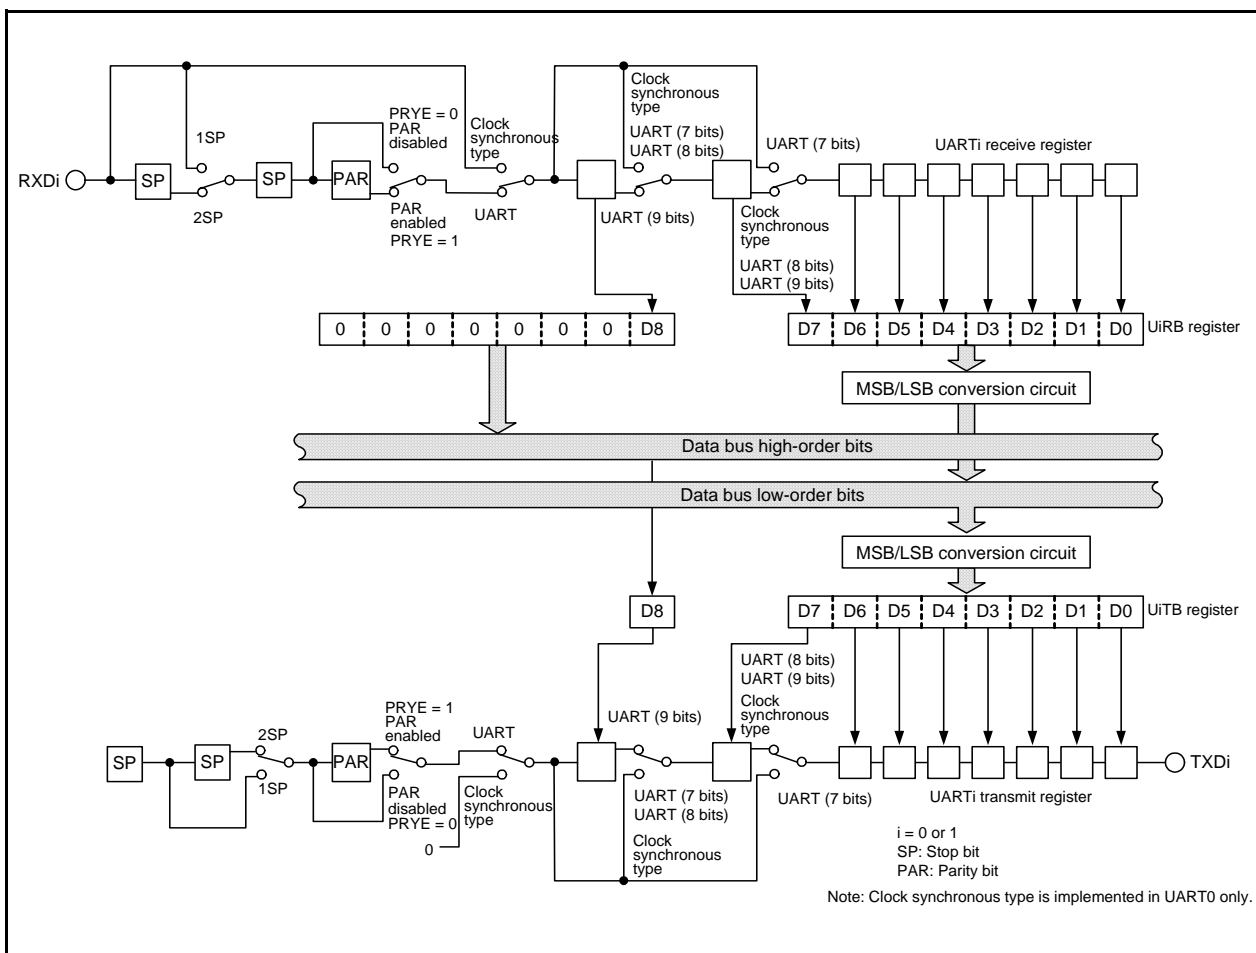 Clock
synchronous
type
PRYE = 0
PAR
disabled
Clock
synchronous
type
1SP
UART (7 bits)
UART (8 bits)
UART (7 bits)
UARTi receive register
RXDi
SP
SP
PAR
2SP
PAR
enabled
PRYE = 1
UART
UART (9 bits)
Clock
synchronous
type
UART (8 bits)
UART (9 bits)
0 0 0 0 0 0 0 D8
D7 D6 D5 D4 D3 D2 D1 D0
UiRB register
MSB/LSB conversion circuit
Data bus high-order bits
Data bus low-order bits
MSB/LSB conversion circuit
D8
D7 D6 D5 D4 D3 D2 D1 D0
UiTB register
UART (8 bits)
UART (9 bits)
Clock
synchronous
type
PRYE = 1
PAR
enabled
UART
UART (9 bits)
2SP
SP
SP
PAR
TXDi
1SP
PAR
disabled
PRYE = 0
0
Clock
synchronous
type
UART (7 bits)
UART (8 bits)
Clock
synchronous
type
UART (7 bits)
UARTi transmit register
i = 0 or 1
SP: Stop bit
PAR: Parity bit
Note: Clock synchronous type is implemented in UART0 only.